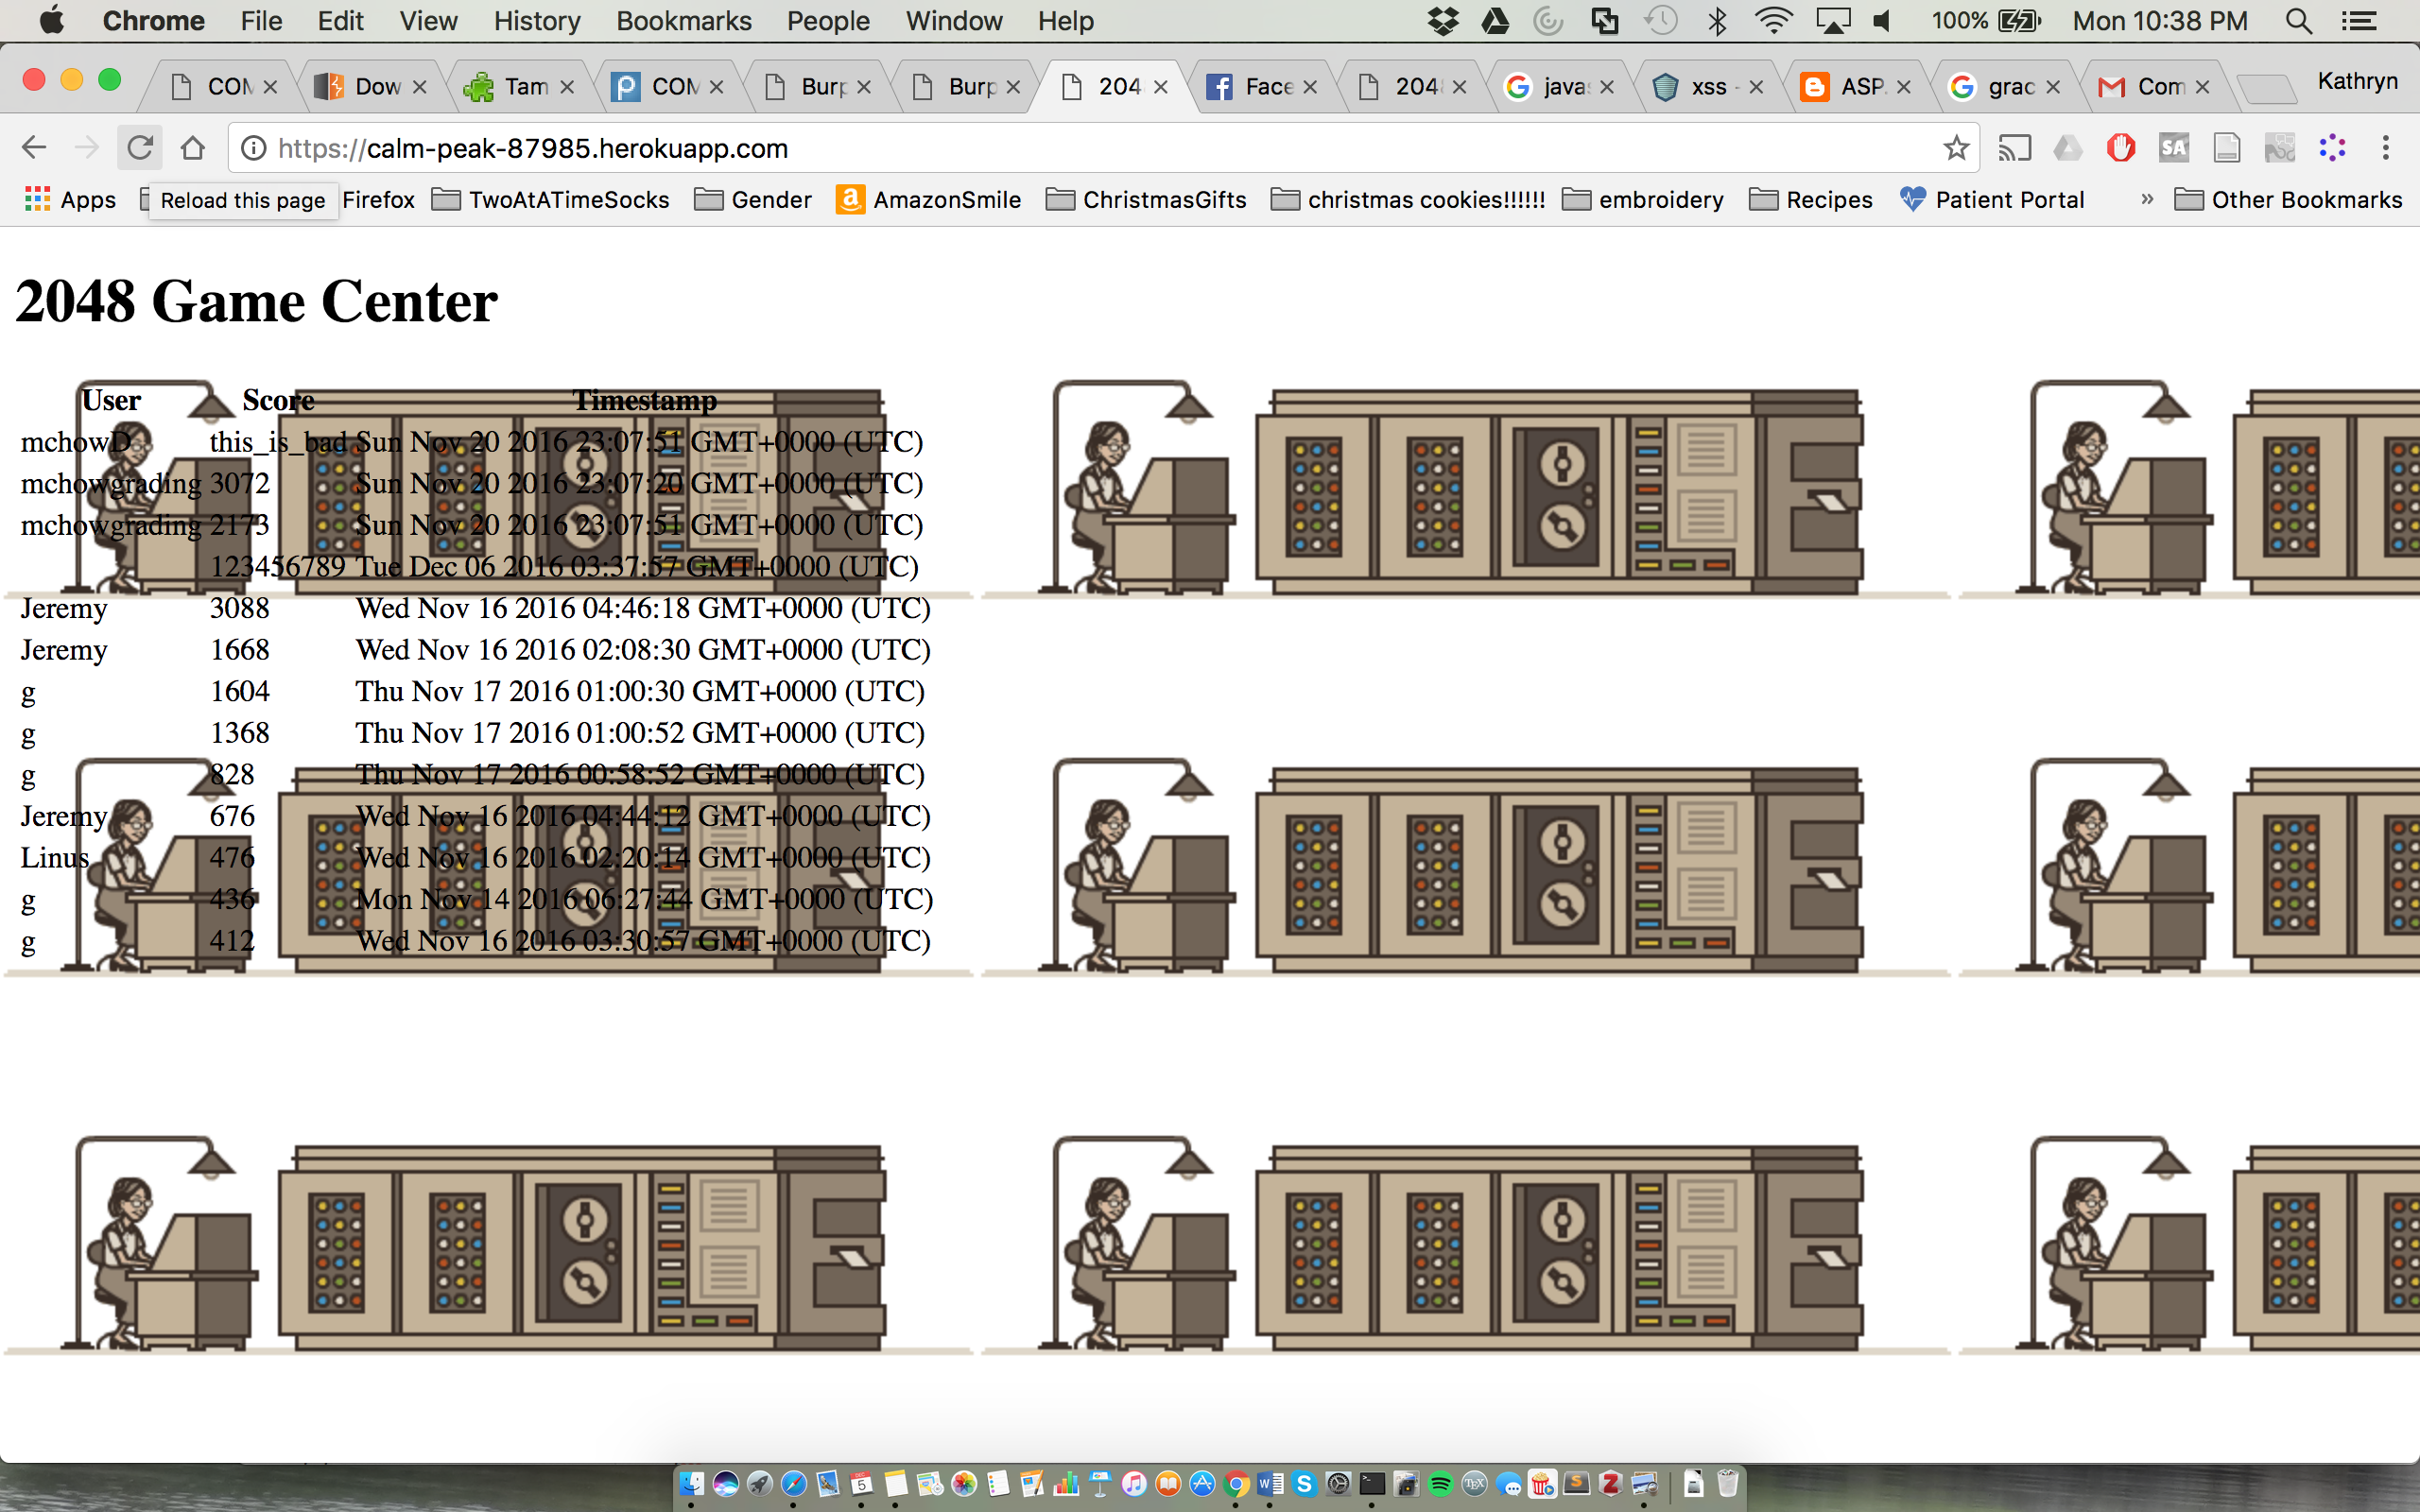 Chrome File Edit View History Bookmarks People Window Help 100% Mon 10:38 PM
COM Dow Tam COM Burp Burp 204 Face 204 java xss - ASP. grac Com Kathryn
https://calm-peak-87985.herokuapp.com SA
Apps Reload this page Firefox TwoAtATimeSocks Gender AmazonSmile ChristmasGifts christmas cookies!!!!!! embroidery Recipes Patient Portal » Other Bookmarks
2048 Game Center
User Score Timestamp
mchowD this_is_bad Sun Nov 20 2016 23:07:51 GMT+0000 (UTC)
mchowgrading 3072 Sun Nov 20 2016 23:07:20 GMT+0000 (UTC)
mchowgrading 2173 Sun Nov 20 2016 23:07:51 GMT+0000 (UTC)
123456789 Tue Dec 06 2016 03:37:57 GMT+0000 (UTC)
Jeremy 3088 Wed Nov 16 2016 04:46:18 GMT+0000 (UTC)
Jeremy 1668 Wed Nov 16 2016 02:08:30 GMT+0000 (UTC)
g 1604 Thu Nov 17 2016 01:00:30 GMT+0000 (UTC)
g 1368 Thu Nov 17 2016 01:00:52 GMT+0000 (UTC)
g 828 Thu Nov 17 2016 00:58:52 GMT+0000 (UTC)
Jeremy 676 Wed Nov 16 2016 04:44:12 GMT+0000 (UTC)
Linus 476 Wed Nov 16 2016 02:20:14 GMT+0000 (UTC)
g 436 Mon Nov 14 2016 06:27:44 GMT+0000 (UTC)
g 412 Wed Nov 16 2016 03:30:57 GMT+0000 (UTC)